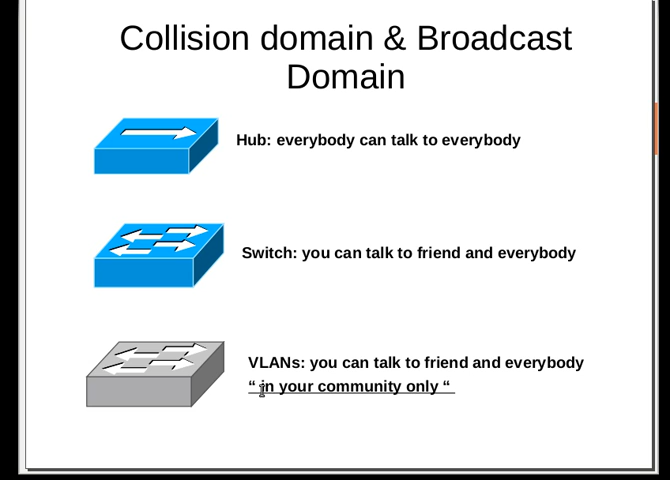 Collision domain & Broadcast
Domain
Hub: everybody can talk to everybody
Switch: you can talk to friend and everybody
VLANs: you can talk to friend and everybody
“ in your community only “